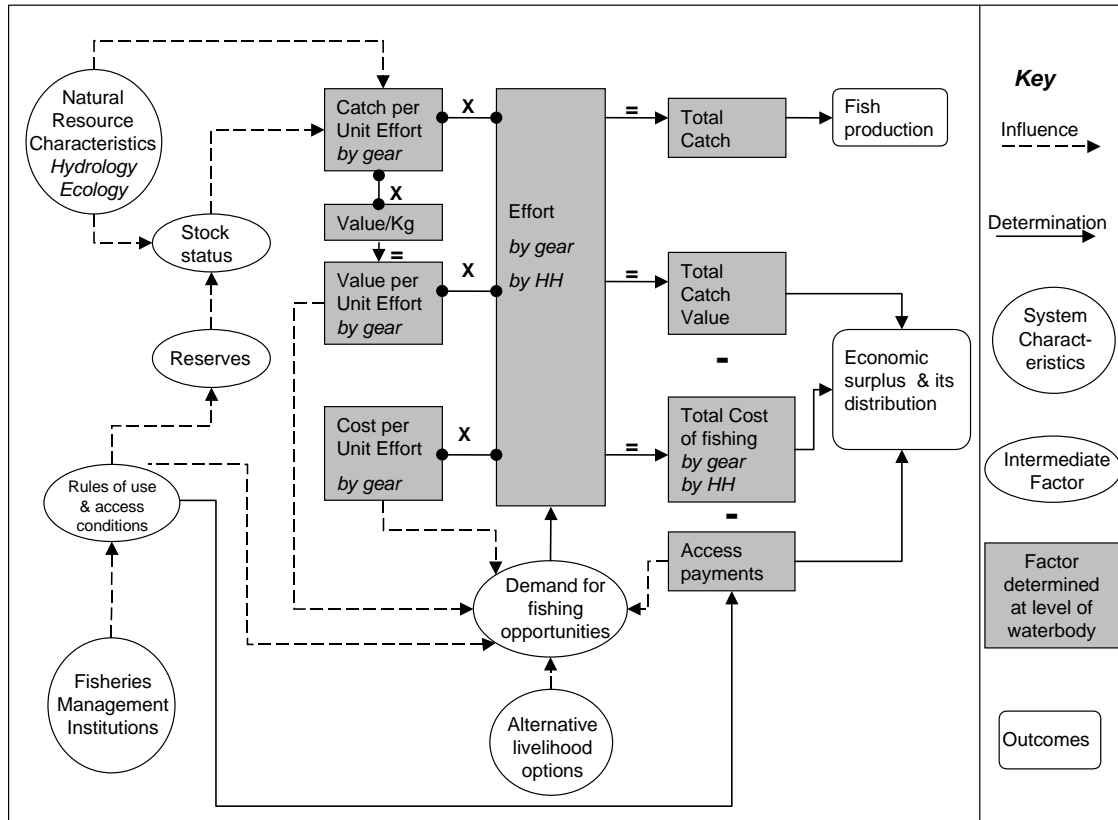 Natural
Resource
Characteristics
Hydrology
Ecology
Stock
status
Reserves
Rules of use
& access
conditions
Fisheries
Management
Institutions
Catch per
Unit Effort
by gear
X
X
Value/Kg
=
Value per
Unit Effort
by gear
X
Cost per
Unit Effort
by gear
X
Effort
by gear
by HH
Demand for
fishing
opportunities
Alternative
livelihood
options
=
Total
Catch
Fish
production
=
Total
Catch
Value
-
=
Total Cost
of fishing
by gear
by HH
-
Access
payments
Economic
surplus & its
distribution
Key
Influence
Determination
System
Charact-
eristics
Intermediate
Factor
Factor
determined
at level of
waterbody
Outcomes